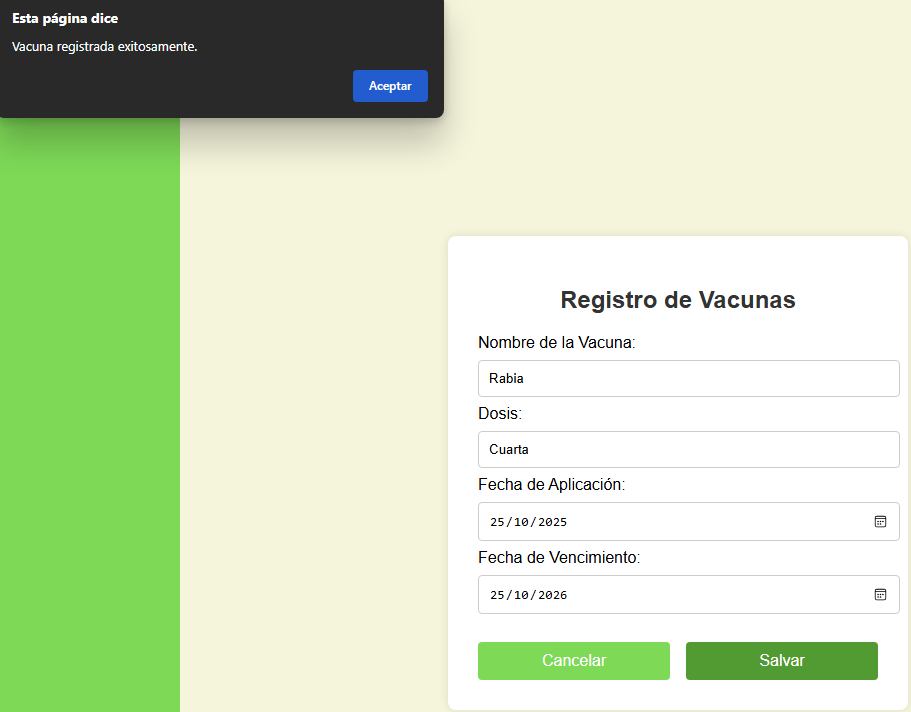 Esta página dice
Vacuna registrada exitosamente.
Aceptar
Registro de Vacunas
Nombre de la Vacuna:
Rabia
Dosis:
Cuarta
Fecha de Aplicación:
25/10/2025
Fecha de Vencimiento:
25/10/2026
Cancelar Salvar